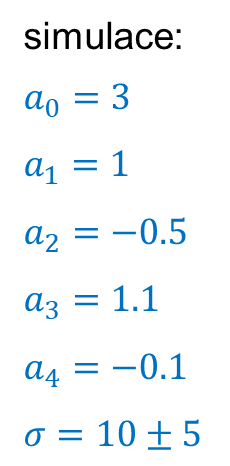 simulace:
a₀ = 3
a₁ = 1
a₂ = −0.5
a₃ = 1.1
a₄ = −0.1
σ = 10 ± 5